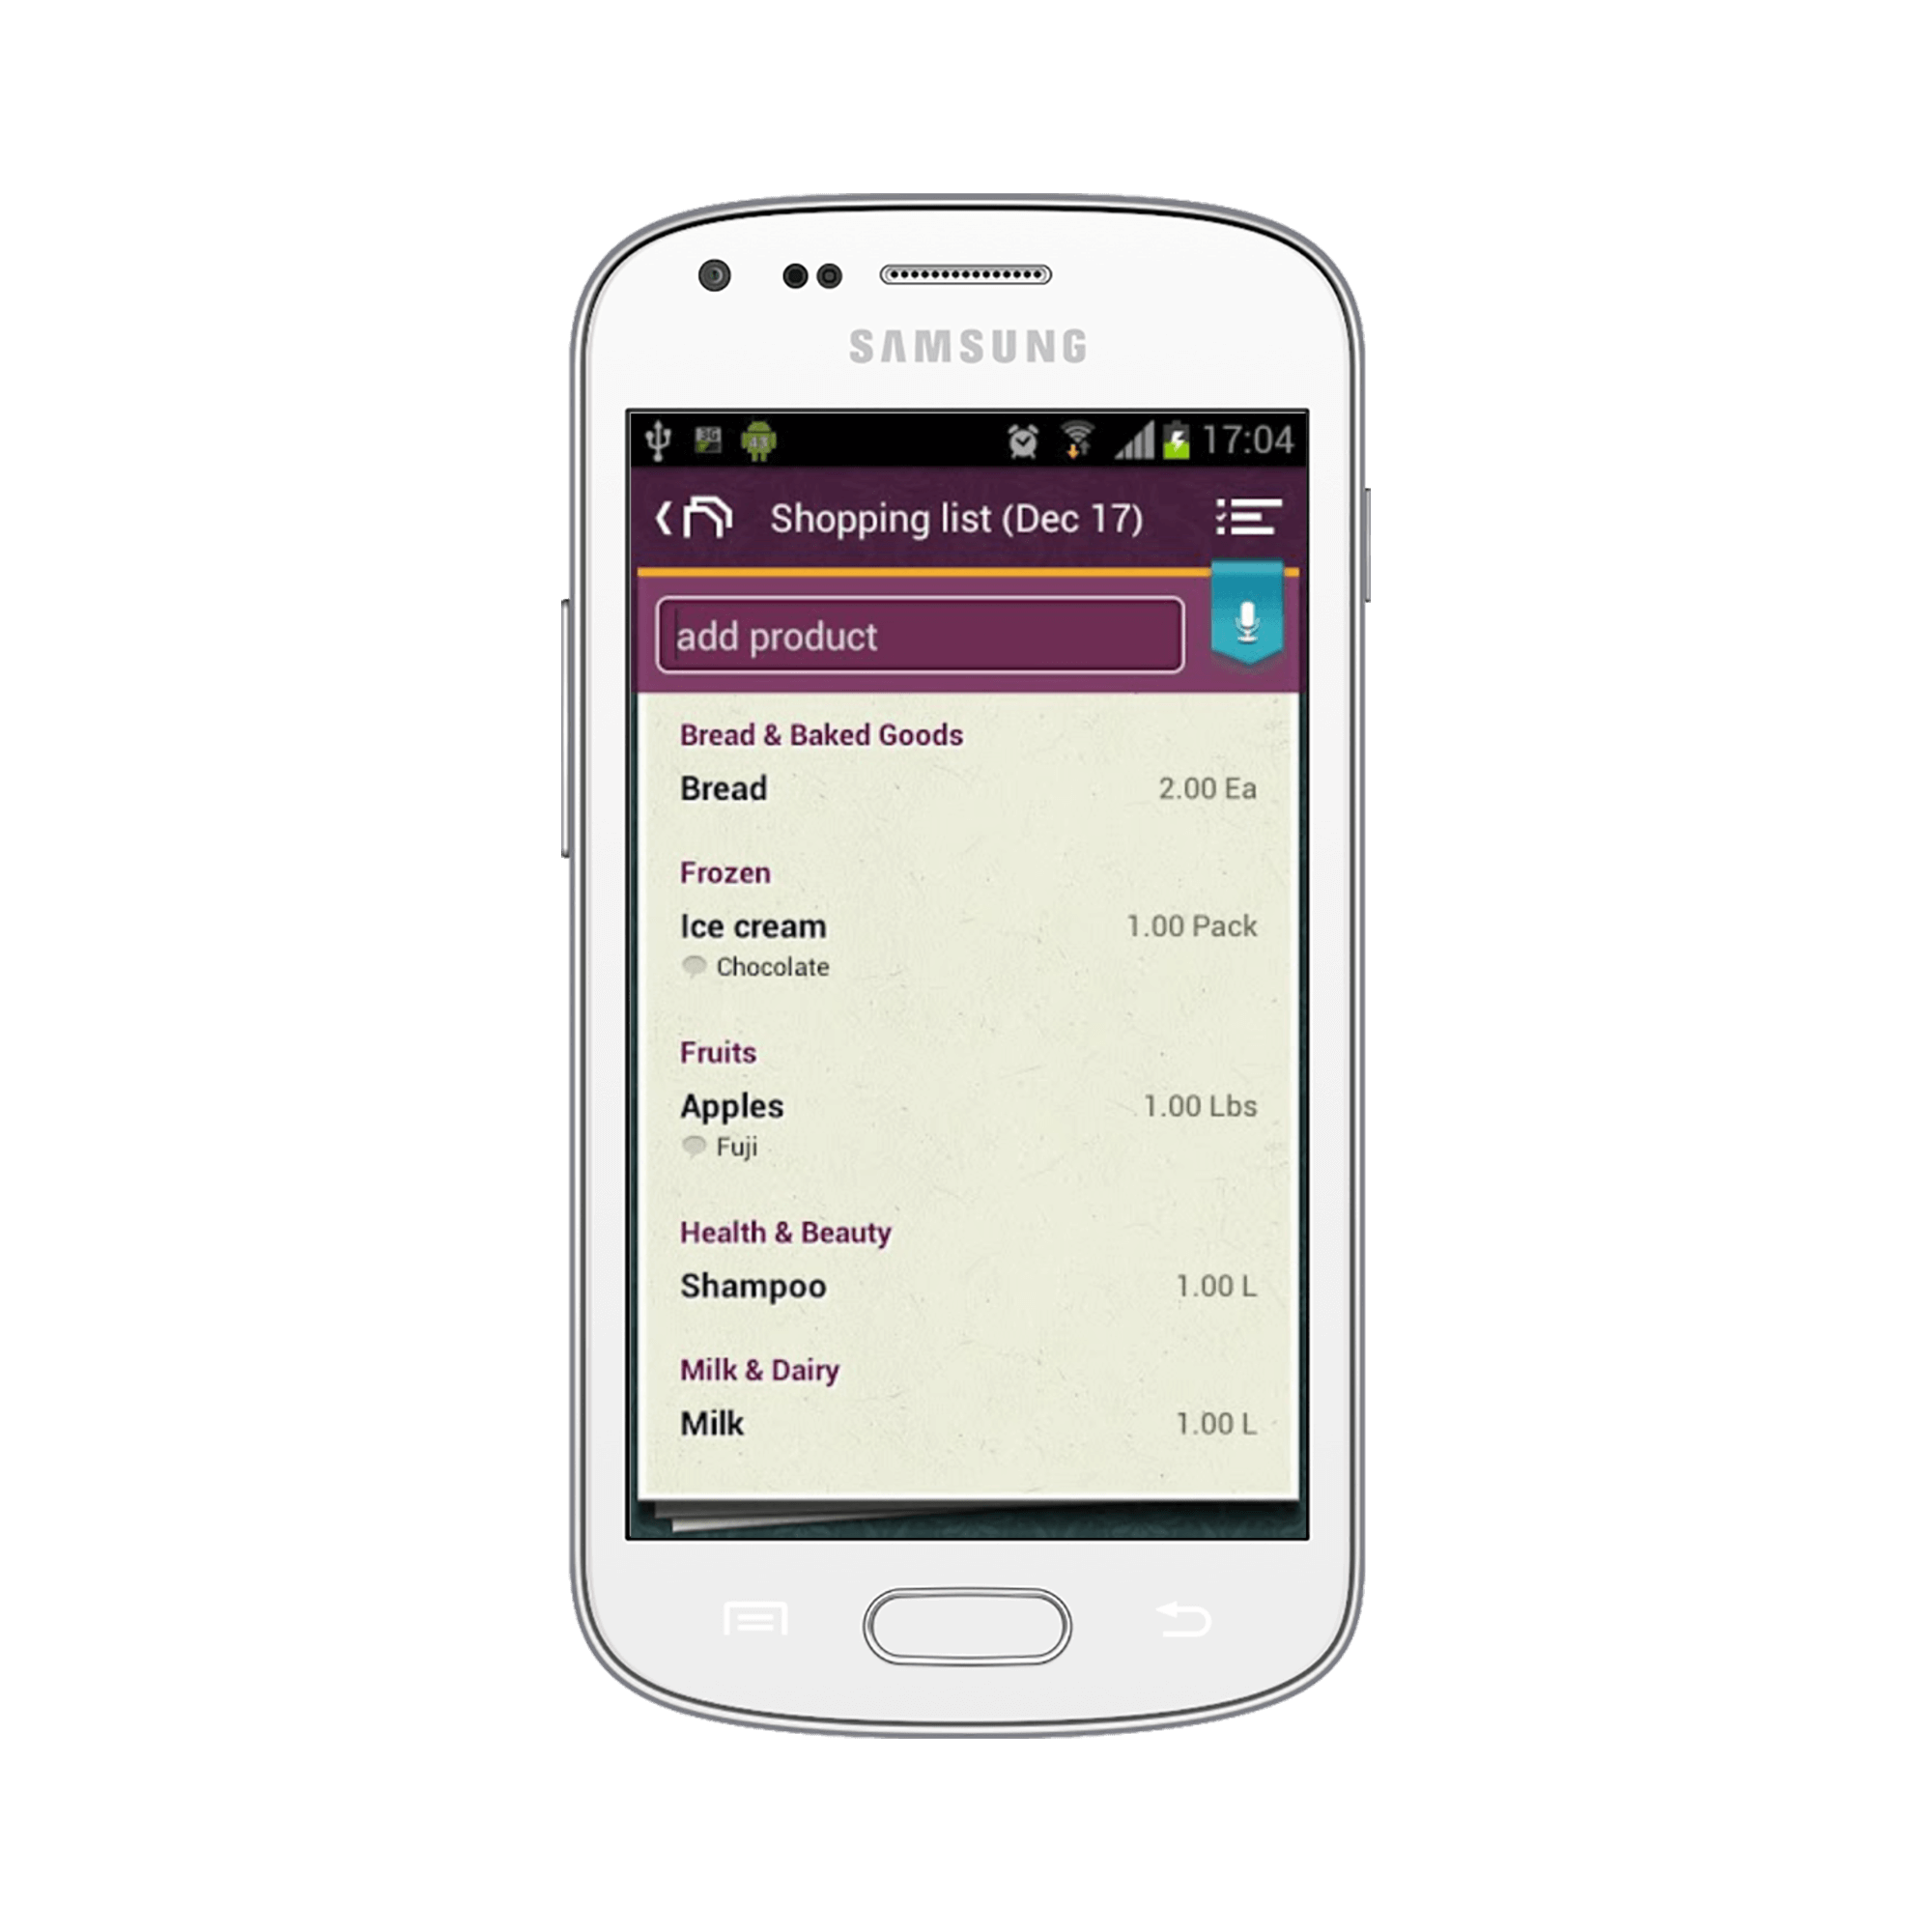 SAMSUNG
3G
43
17:04
Shopping list (Dec 17)
add product
Bread & Baked Goods
Bread 2.00 Ea
Frozen
Ice cream 1.00 Pack
Chocolate
Fruits
Apples 1.00 Lbs
Fuji
Health & Beauty
Shampoo 1.00 L
Milk & Dairy
Milk 1.00 L